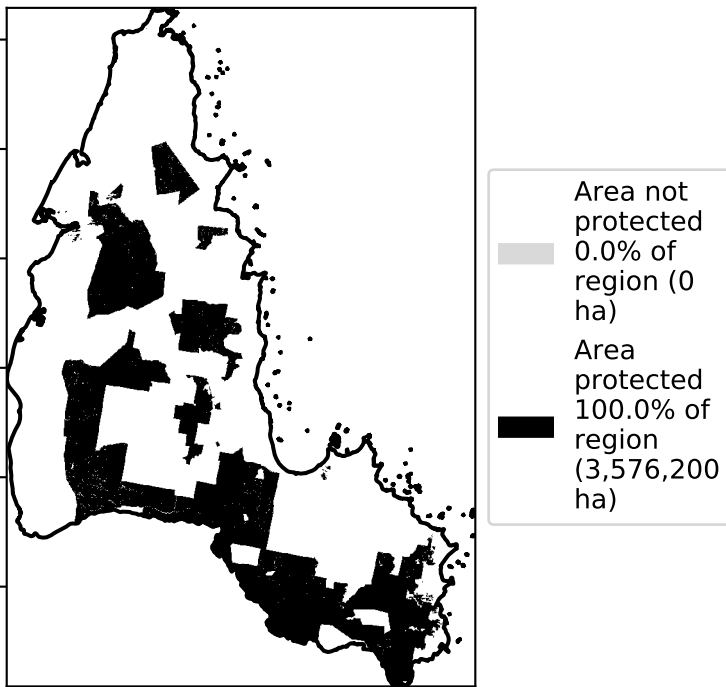 Area not
protected
0.0% of
region (0
ha)
Area
protected
100.0% of
region
(3,576,200
ha)